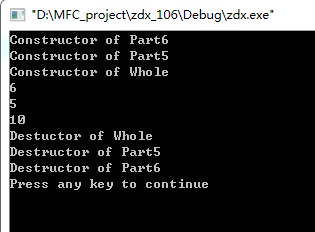 "D:\MFC_project\zdx_106\Debug\zdx.exe"
Constructor of Part6
Constructor of Part5
Constructor of Whole
6
5
10
Destuctor of Whole
Destructor of Part5
Destructor of Part6
Press any key to continue